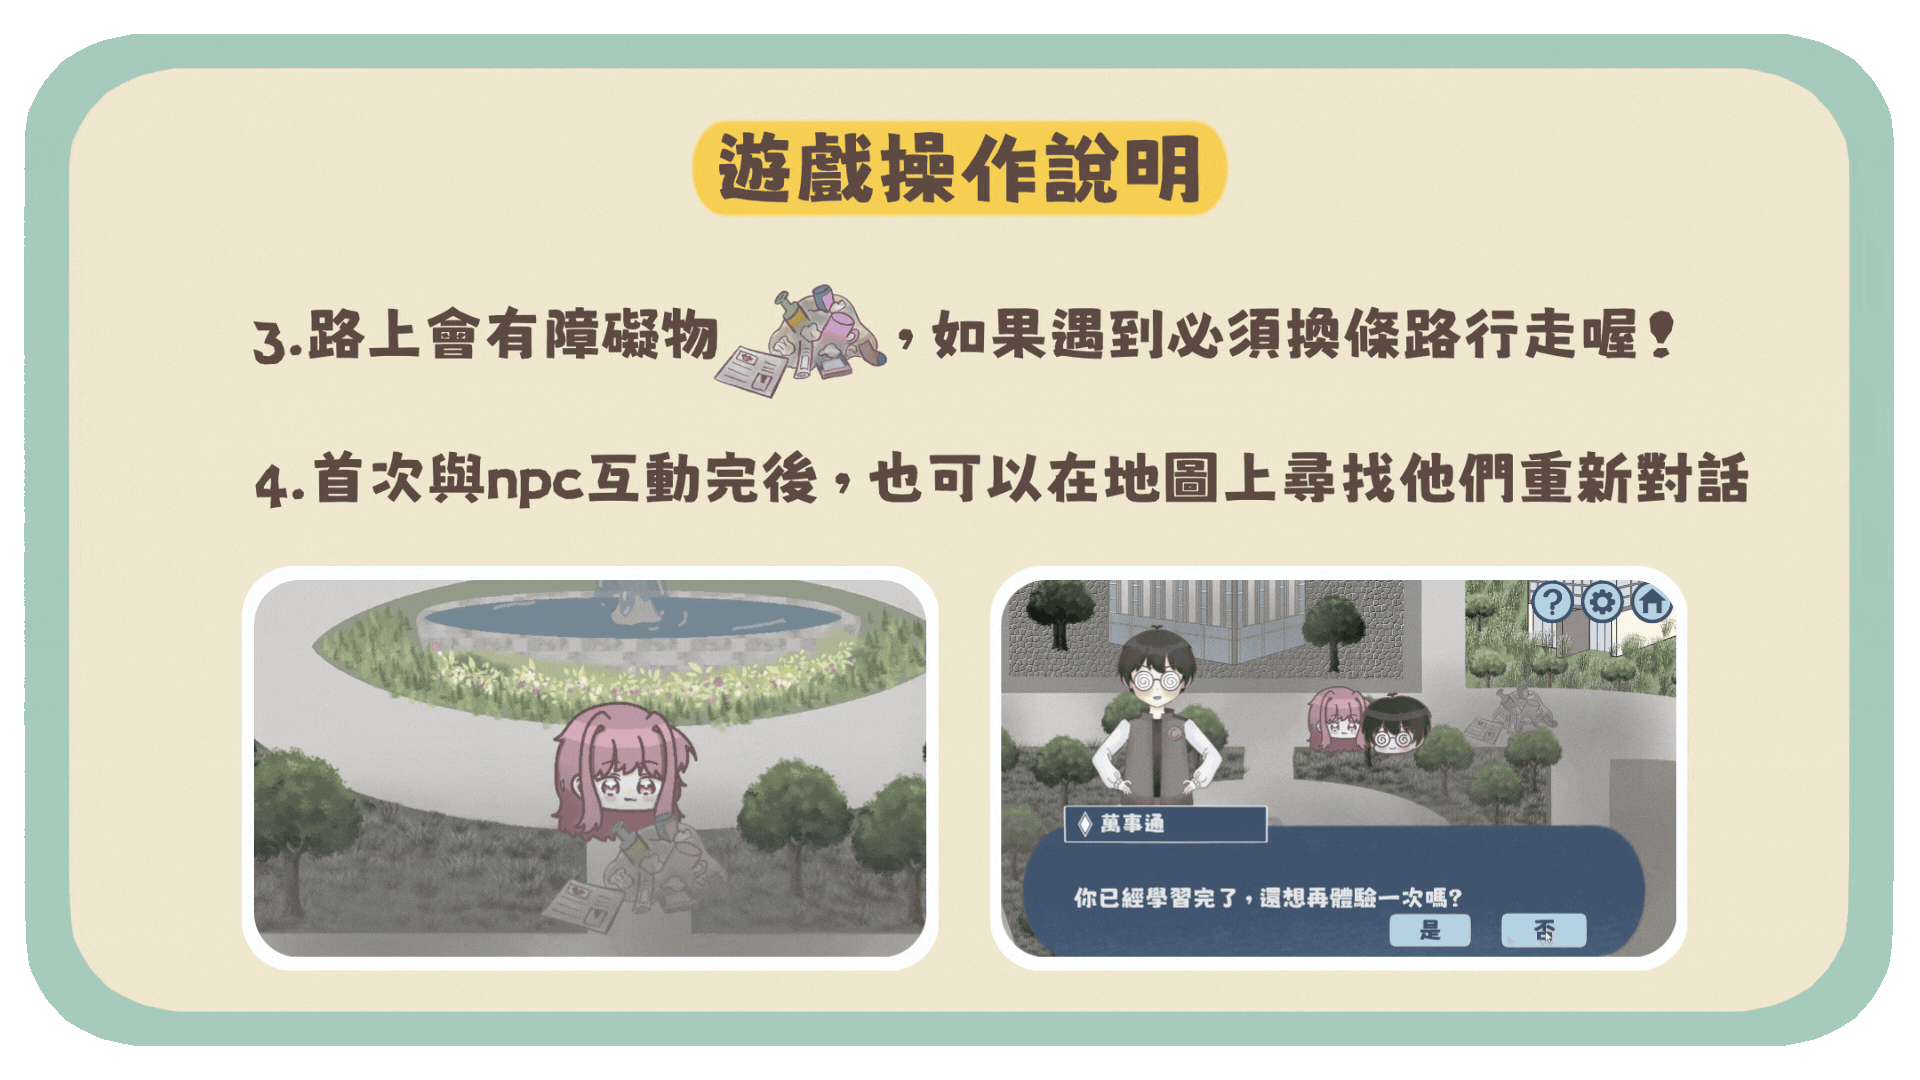 遊戲操作說明
3.路上會有障礙物，如果遇到必須換條路行走喔！
4.首次與npc互動完後，也可以在地圖上尋找他們重新對話
?
萬事通
你已經學習完了，還想再體驗一次嗎?
是 否